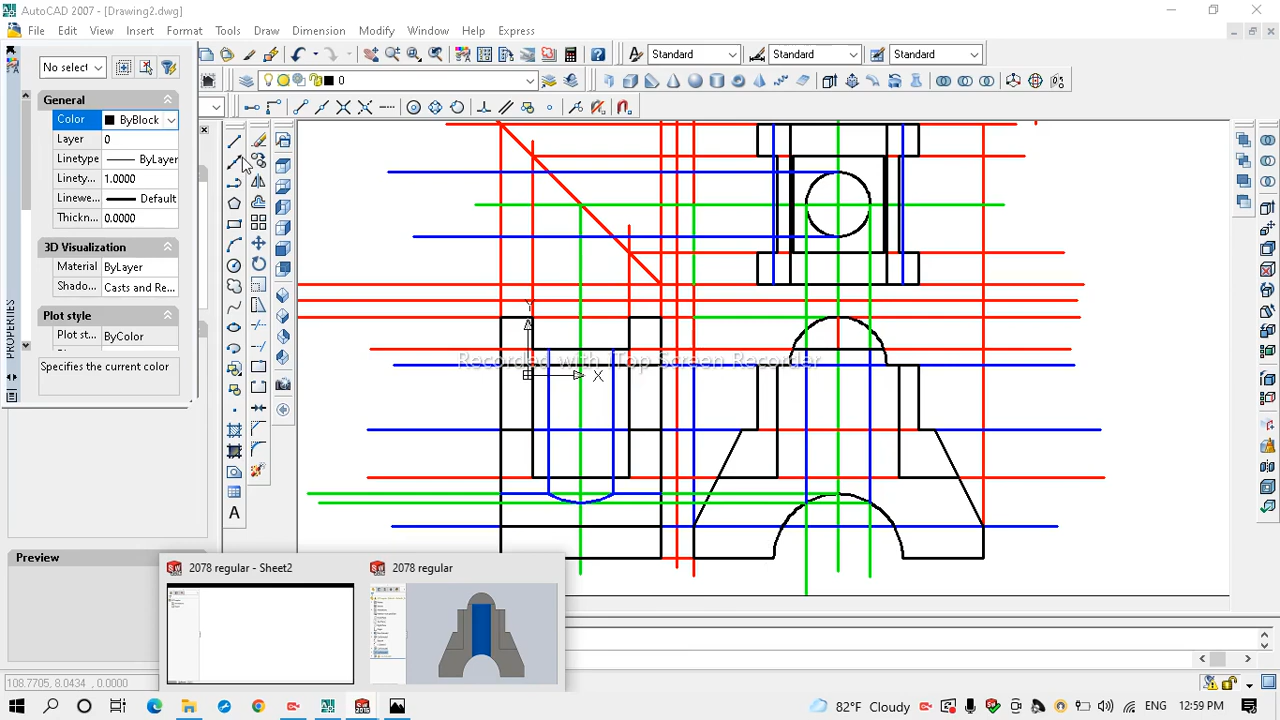 AutoCAD 2007 - [Drawing2.dwg]
File Edit View Insert Format Tools Draw Dimension Modify Window Help Express
Standard Standard Standard
No select
0
General
Color ByBlock
Layer 0
Linetype ByLayer
Linety... 1.0000
Linewe... Default
Thickn... 0.0000
3D Visualization
Material ByLayer
Shado... Casts and Re...
Plot style
Plot st... ByColor
Specify the current color
PROPERTIES
Y
X
Recorded with iTop Screen Recorder
A
Preview
2078 regular - Sheet2
2078 regular
108.7705, 8.0434 , 0.0000
82°F Cloudy
ENG
12:59 PM